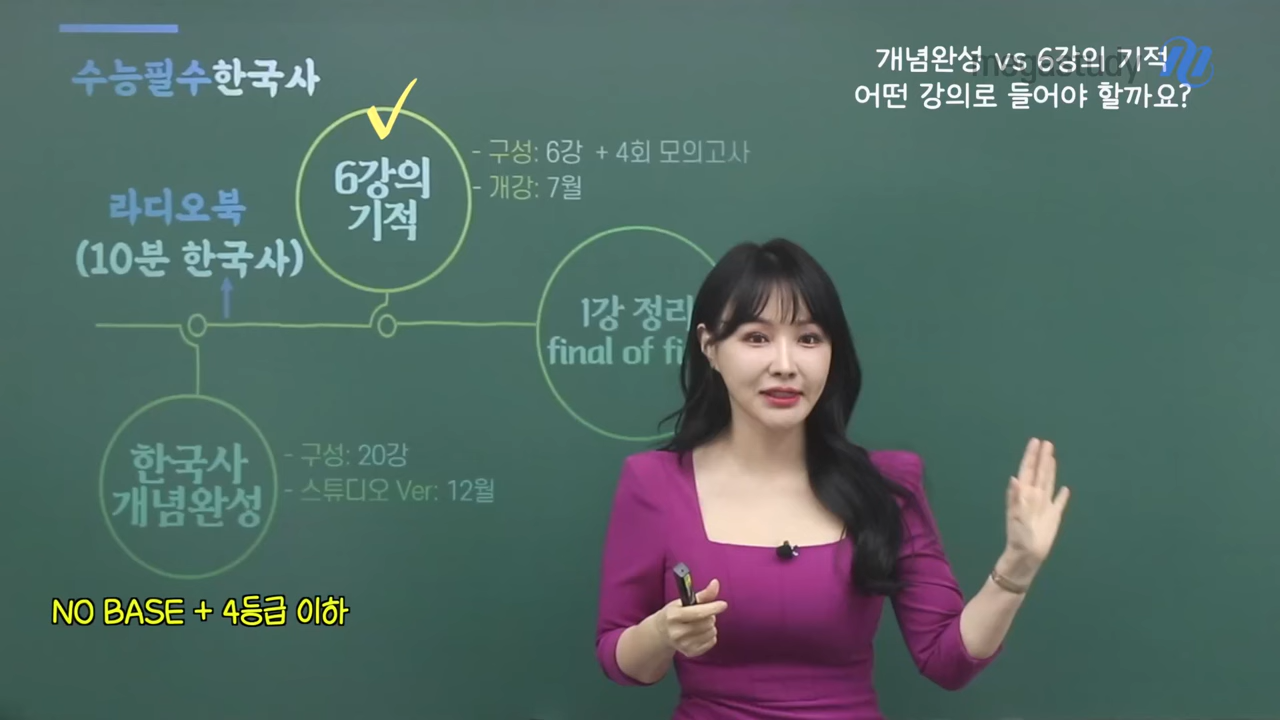 수능필수한국사
개념완성 vs 6강의 기적
megastudy
어떤 강의로 들어야 할까요?
6강의
기적
- 구성: 6강 + 4회 모의고사
- 개강: 7월
라디오북
(10분 한국사)
1강 정리
final of
한국사
개념완성
- 구성: 20강
- 스튜디오 Ver: 12월
NO BASE + 4등급 이하